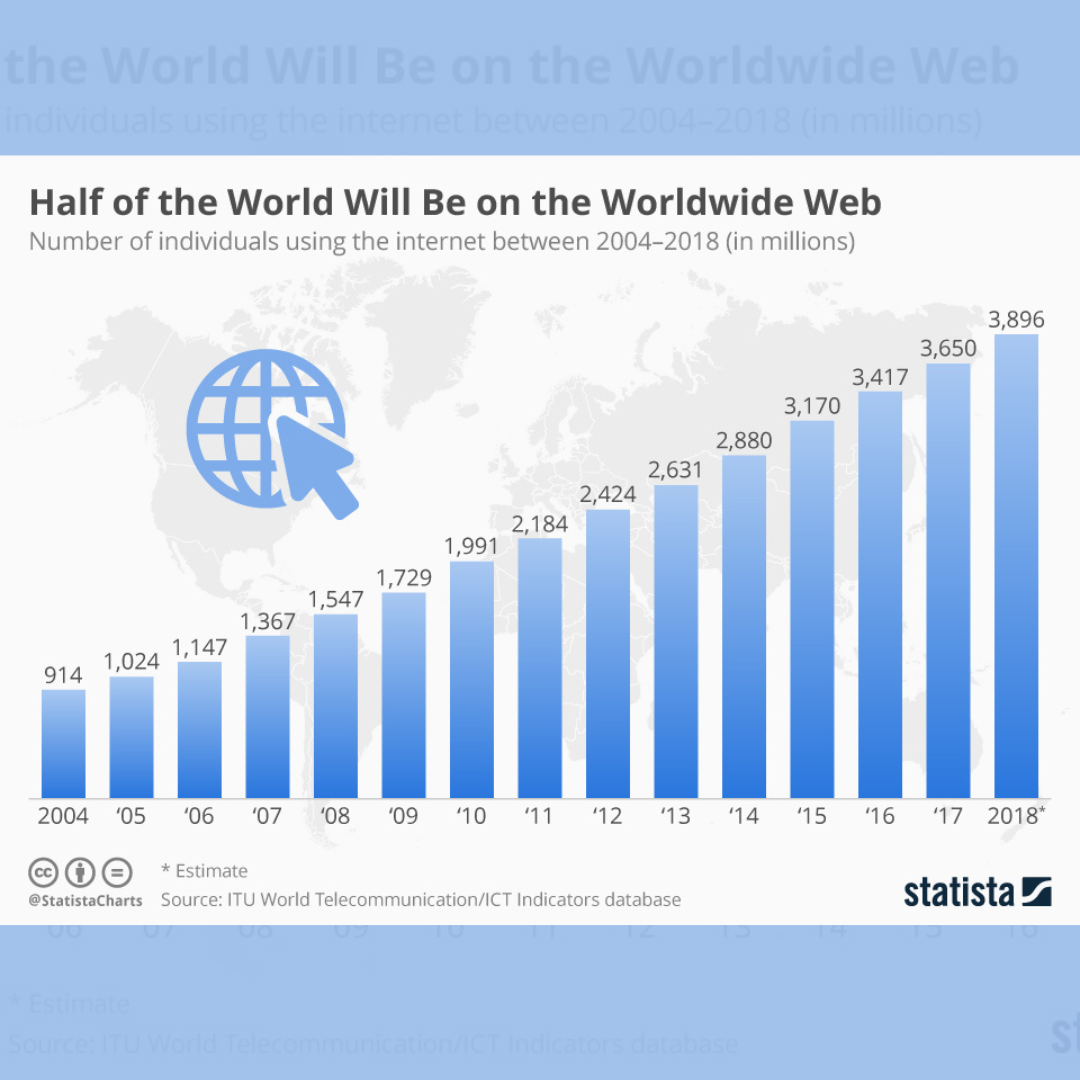 the World Will Be on the Worldwide Web
individuals using the internet between 2004–2018 (in millions)
Half of the World Will Be on the Worldwide Web
Number of individuals using the internet between 2004–2018 (in millions)
914
1,024
1,147
1,367
1,547
1,729
1,991
2,184
2,424
2,631
2,880
3,170
3,417
3,650
3,896
2004 ‘05 ‘06 ‘07 ‘08 ‘09 ‘10 ‘11 ‘12 ‘13 ‘14 ‘15 ‘16 ‘17 2018*
cc
@StatistaCharts
* Estimate
Source: ITU World Telecommunication/ICT Indicators database
statista
06 07 08 09 10 11 12 13 14 15 16
* Estimate
Source: ITU World Telecommunication/ICT Indicators database
st